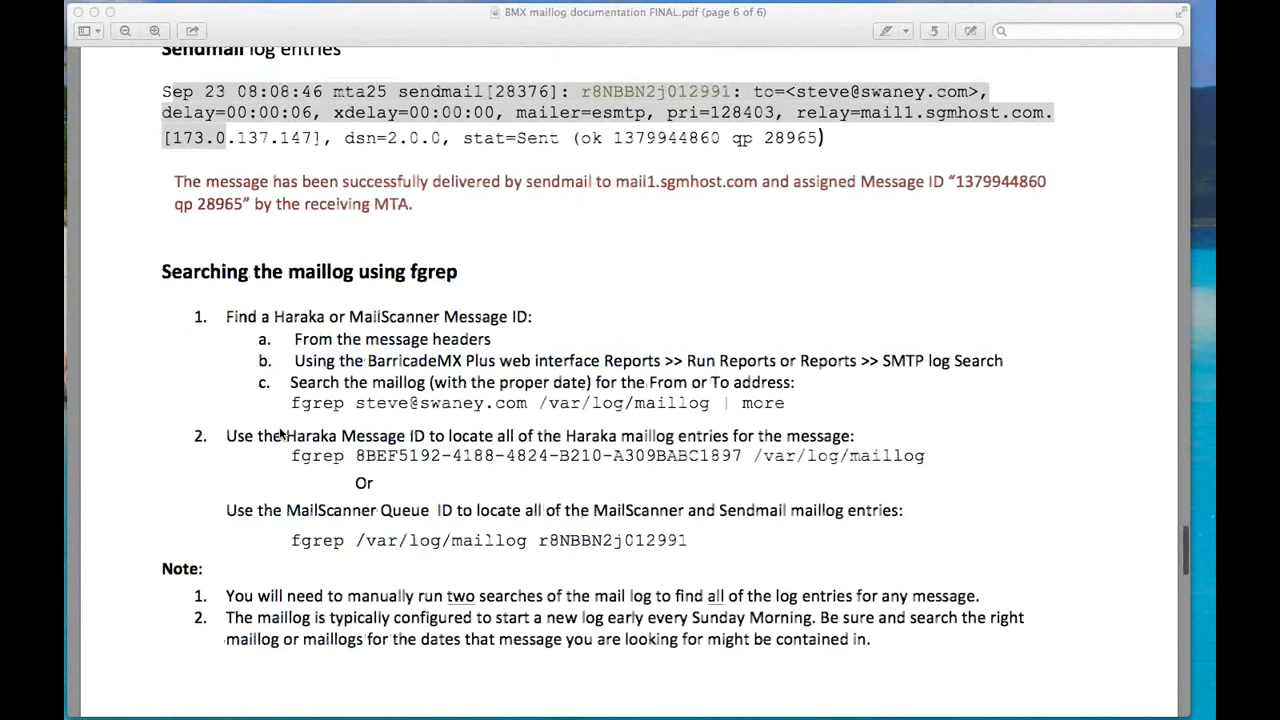 BMX maillog documentation FINAL.pdf (page 6 of 6)
Sendmail log entries
Sep 23 08:08:46 mta25 sendmail[28376]: r8NBBN2j012991: to=<steve@swaney.com>,
delay=00:00:06, xdelay=00:00:00, mailer=esmtp, pri=128403, relay=mail1.sgmhost.com.
[173.0.137.147], dsn=2.0.0, stat=Sent (ok 1379944860 qp 28965)
The message has been successfully delivered by sendmail to mail1.sgmhost.com and assigned Message ID “1379944860
qp 28965” by the receiving MTA.
Searching the maillog using fgrep
1. Find a Haraka or MailScanner Message ID:
a. From the message headers
b. Using the BarricadeMX Plus web interface Reports >> Run Reports or Reports >> SMTP log Search
c. Search the maillog (with the proper date) for the From or To address:
fgrep steve@swaney.com /var/log/maillog | more
2. Use the Haraka Message ID to locate all of the Haraka maillog entries for the message:
fgrep 8BEF5192-4188-4824-B210-A309BABC1897 /var/log/maillog
Or
Use the MailScanner Queue ID to locate all of the MailScanner and Sendmail maillog entries:
fgrep /var/log/maillog r8NBBN2j012991
Note:
1. You will need to manually run two searches of the mail log to find all of the log entries for any message.
2. The maillog is typically configured to start a new log early every Sunday Morning. Be sure and search the right
maillog or maillogs for the dates that message you are looking for might be contained in.